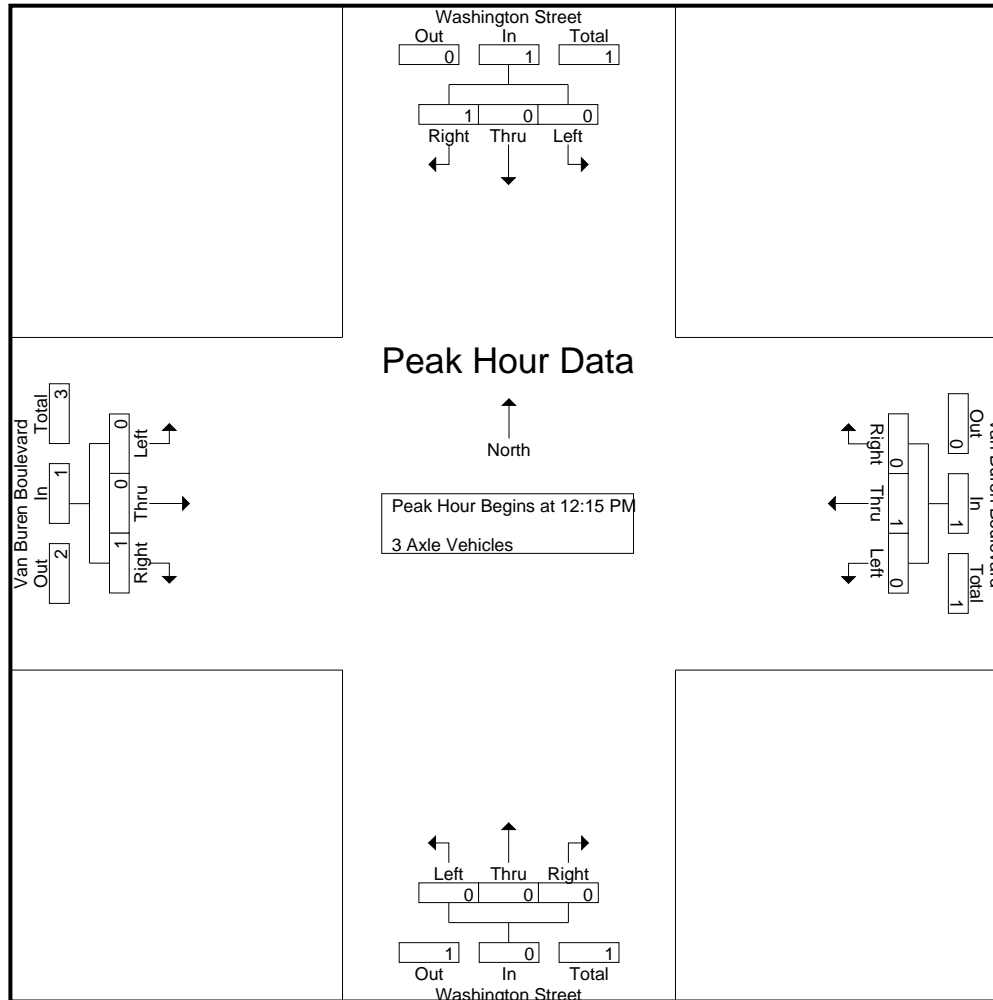 Washington Street
Out In Total
0 1 1
1 0 0
Right Thru Left
Peak Hour Data
North
Peak Hour Begins at 12:15 PM
3 Axle Vehicles
Van Buren Boulevard
Total In Out
3 1 2
0 0 1
Left Thru Right
Right Thru Left
0 1 0
0 1 1
Out In Total
Van Buren Boulevard
Left Thru Right
0 0 0
1 0 1
Out In Total
Washington Street